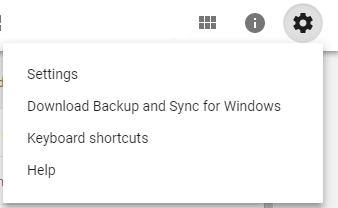 Settings
Download Backup and Sync for Windows
Keyboard shortcuts
Help